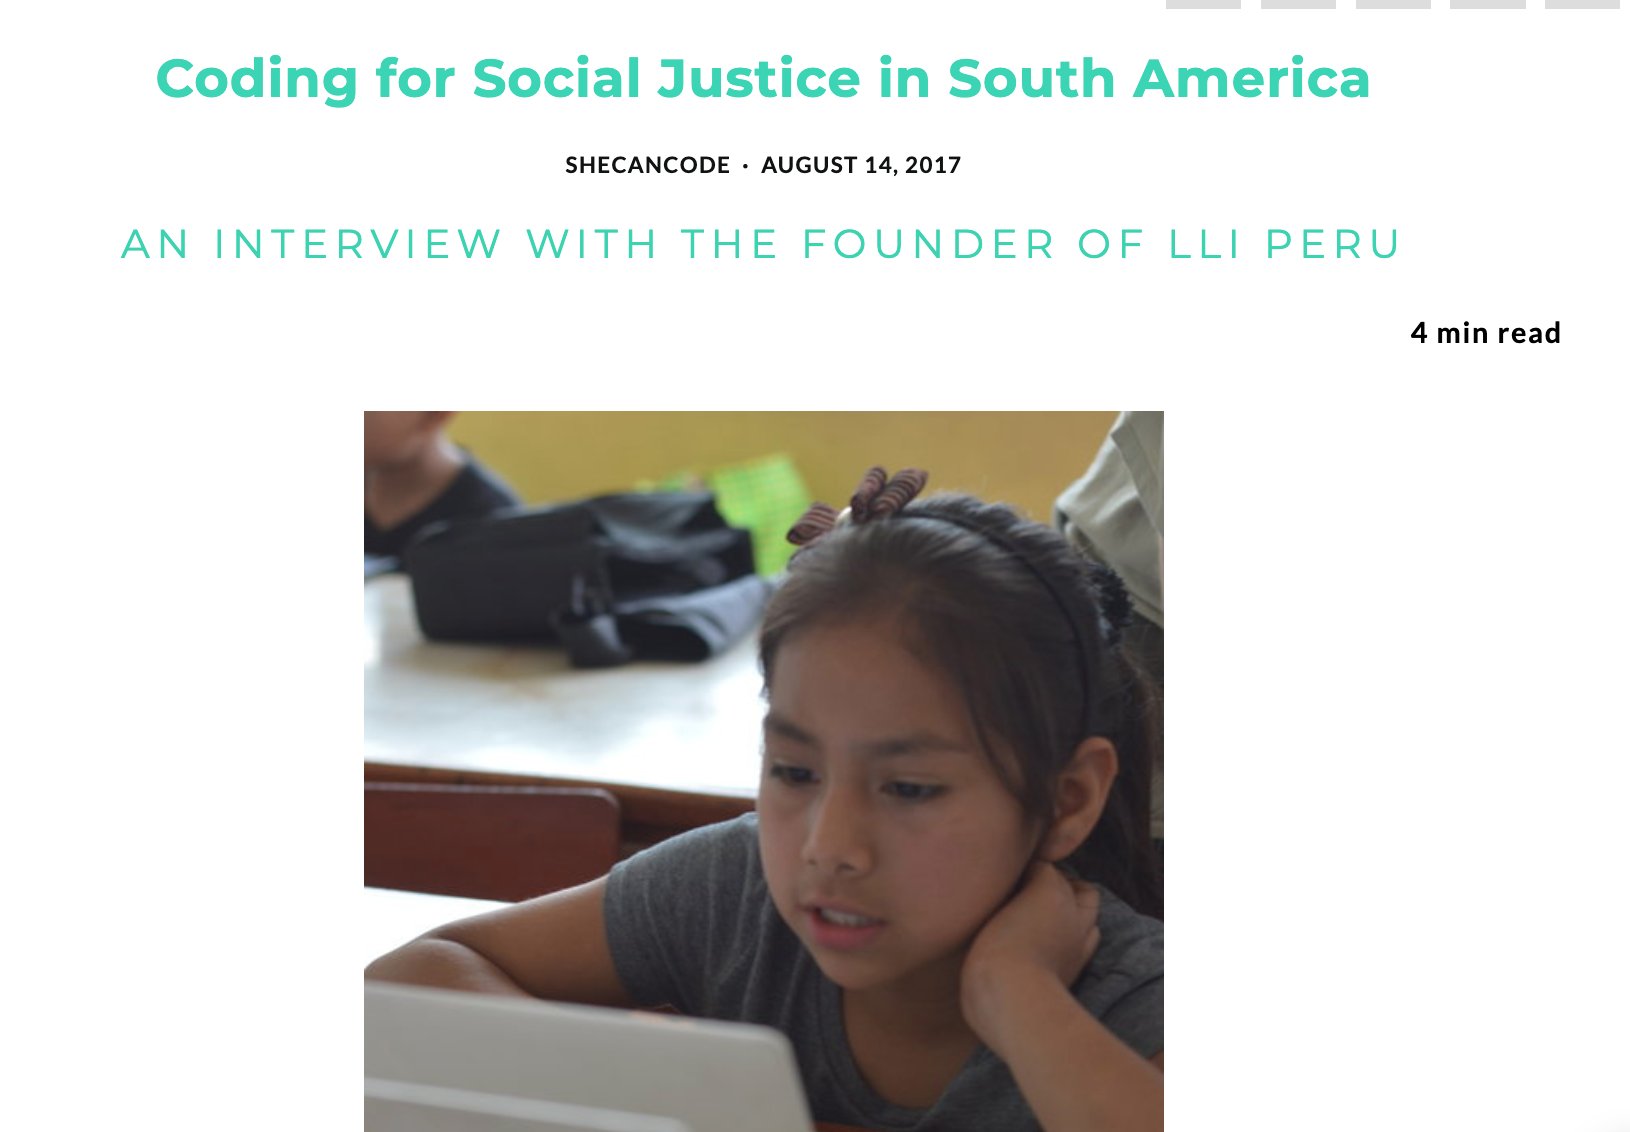 Coding for Social Justice in South America
SHECANCODE · AUGUST 14, 2017
AN INTERVIEW WITH THE FOUNDER OF LLI PERU
4 min read